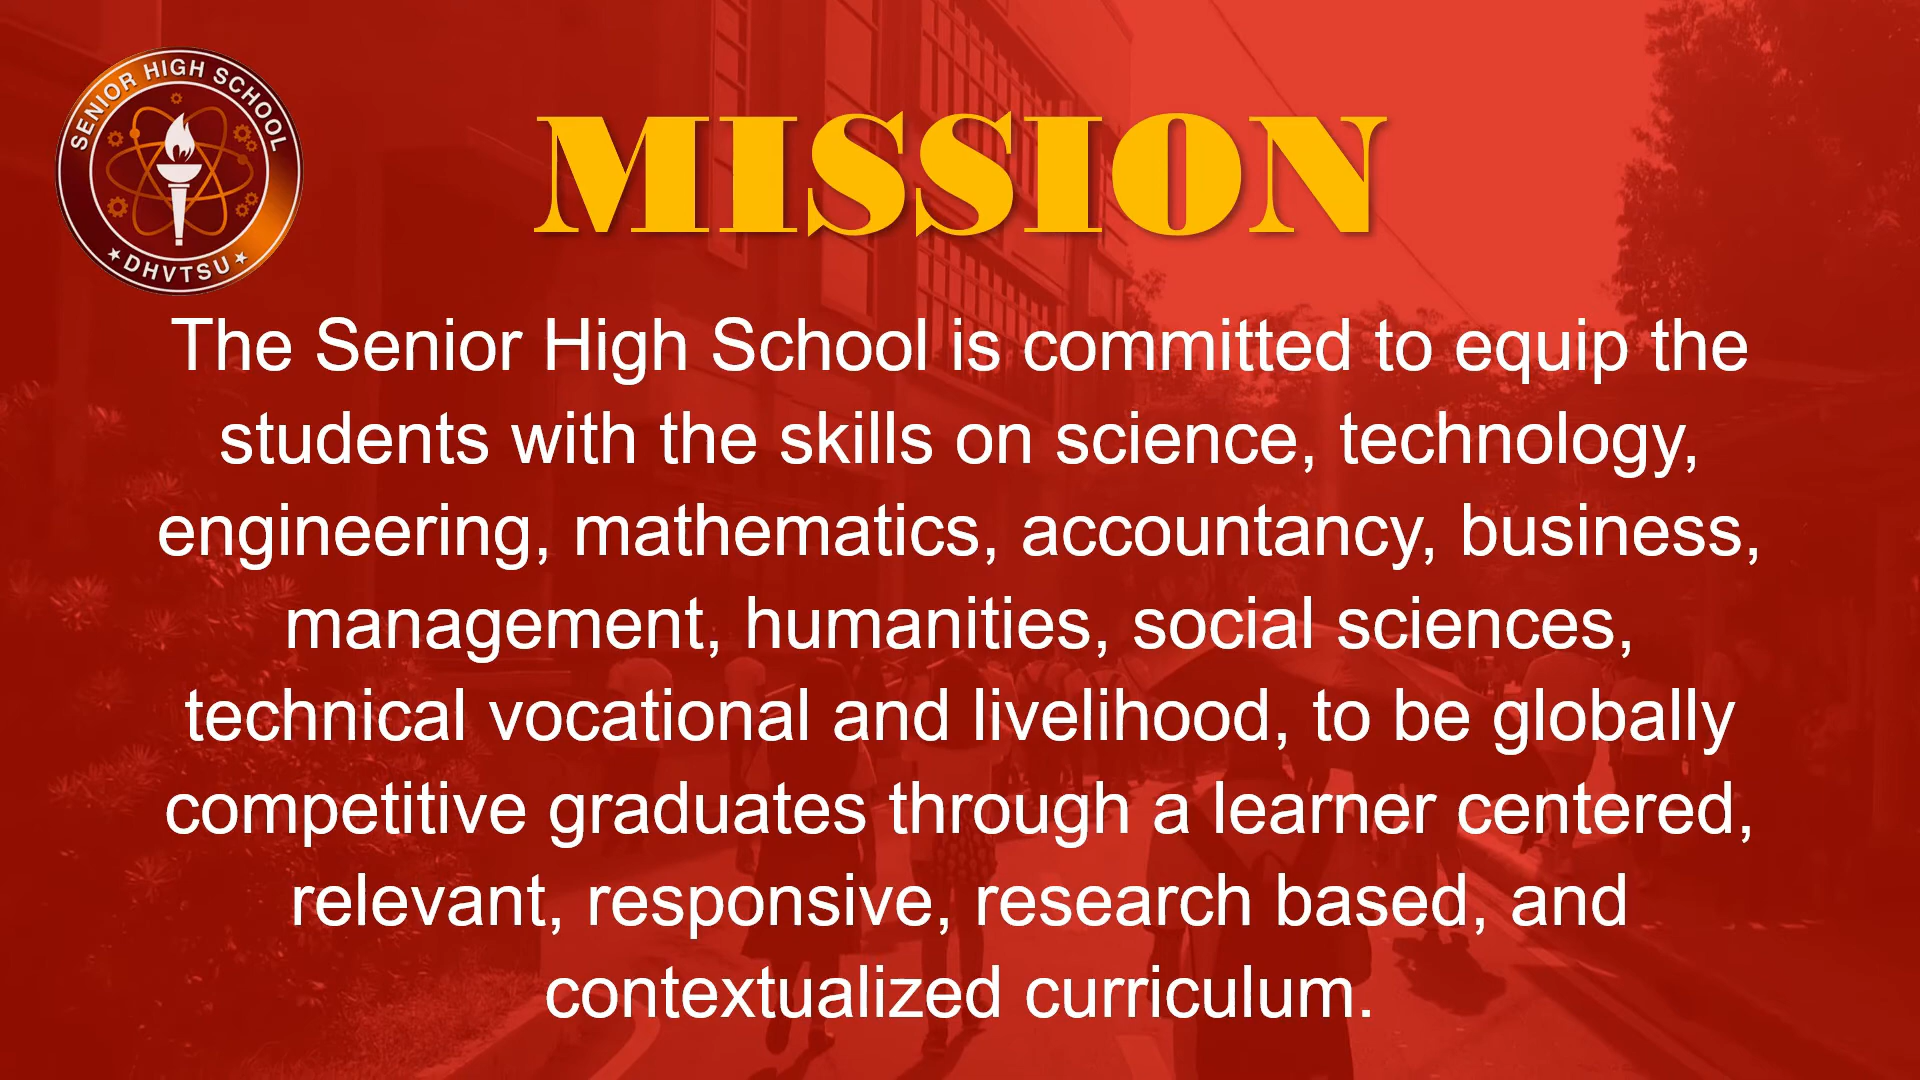 SENIOR HIGH SCHOOL
DHVTSU
MISSION
The Senior High School is committed to equip the
students with the skills on science, technology,
engineering, mathematics, accountancy, business,
management, humanities, social sciences,
technical vocational and livelihood, to be globally
competitive graduates through a learner centered,
relevant, responsive, research based, and
contextualized curriculum.